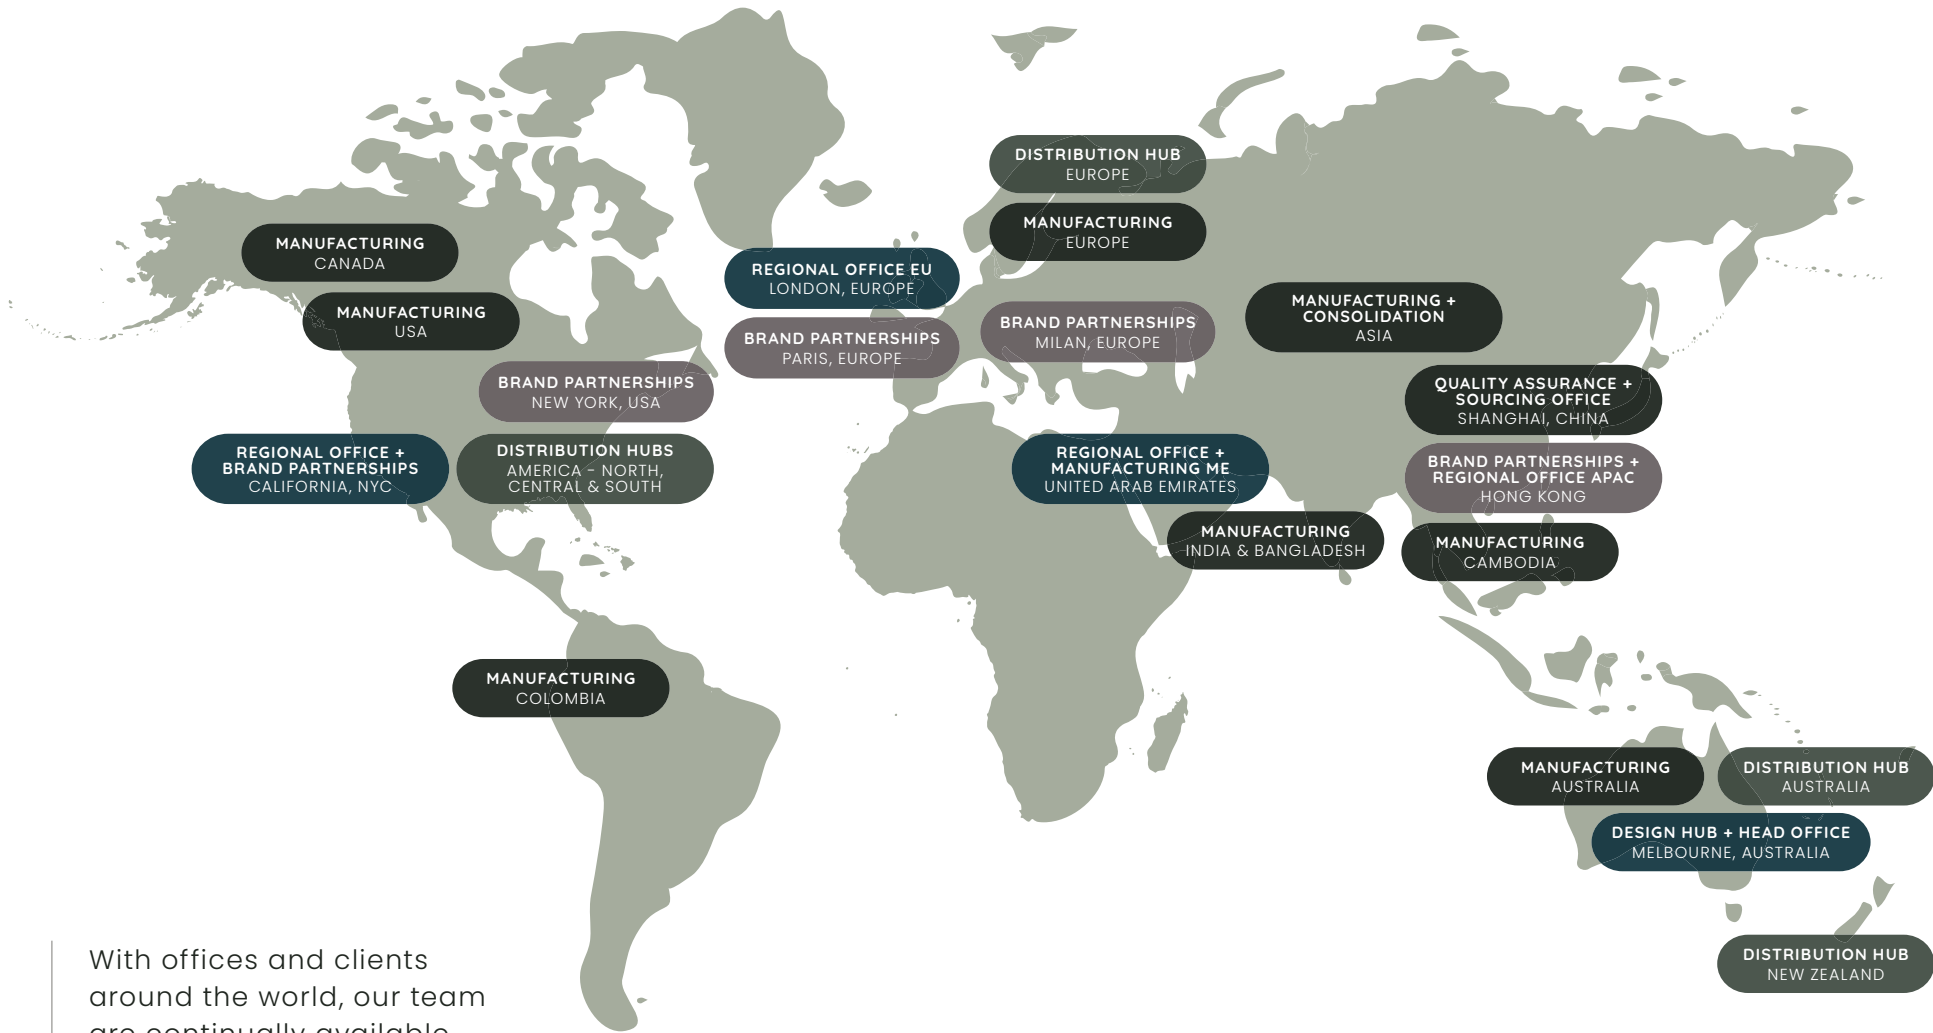 DISTRIBUTION HUB
EUROPE
MANUFACTURING
EUROPE
MANUFACTURING
CANADA
REGIONAL OFFICE EU
LONDON, EUROPE
MANUFACTURING
USA
BRAND PARTNERSHIPS
PARIS, EUROPE
BRAND PARTNERSHIPS
MILAN, EUROPE
MANUFACTURING +
CONSOLIDATION
ASIA
BRAND PARTNERSHIPS
NEW YORK, USA
QUALITY ASSURANCE +
SOURCING OFFICE
SHANGHAI, CHINA
REGIONAL OFFICE +
BRAND PARTNERSHIPS
CALIFORNIA, NYC
DISTRIBUTION HUBS
AMERICA - NORTH,
CENTRAL & SOUTH
REGIONAL OFFICE +
MANUFACTURING ME
UNITED ARAB EMIRATES
BRAND PARTNERSHIPS +
REGIONAL OFFICE APAC
HONG KONG
MANUFACTURING
INDIA & BANGLADESH
MANUFACTURING
CAMBODIA
MANUFACTURING
COLOMBIA
MANUFACTURING
AUSTRALIA
DISTRIBUTION HUB
AUSTRALIA
DESIGN HUB + HEAD OFFICE
MELBOURNE, AUSTRALIA
DISTRIBUTION HUB
NEW ZEALAND
With offices and clients
around the world, our team
are continually available